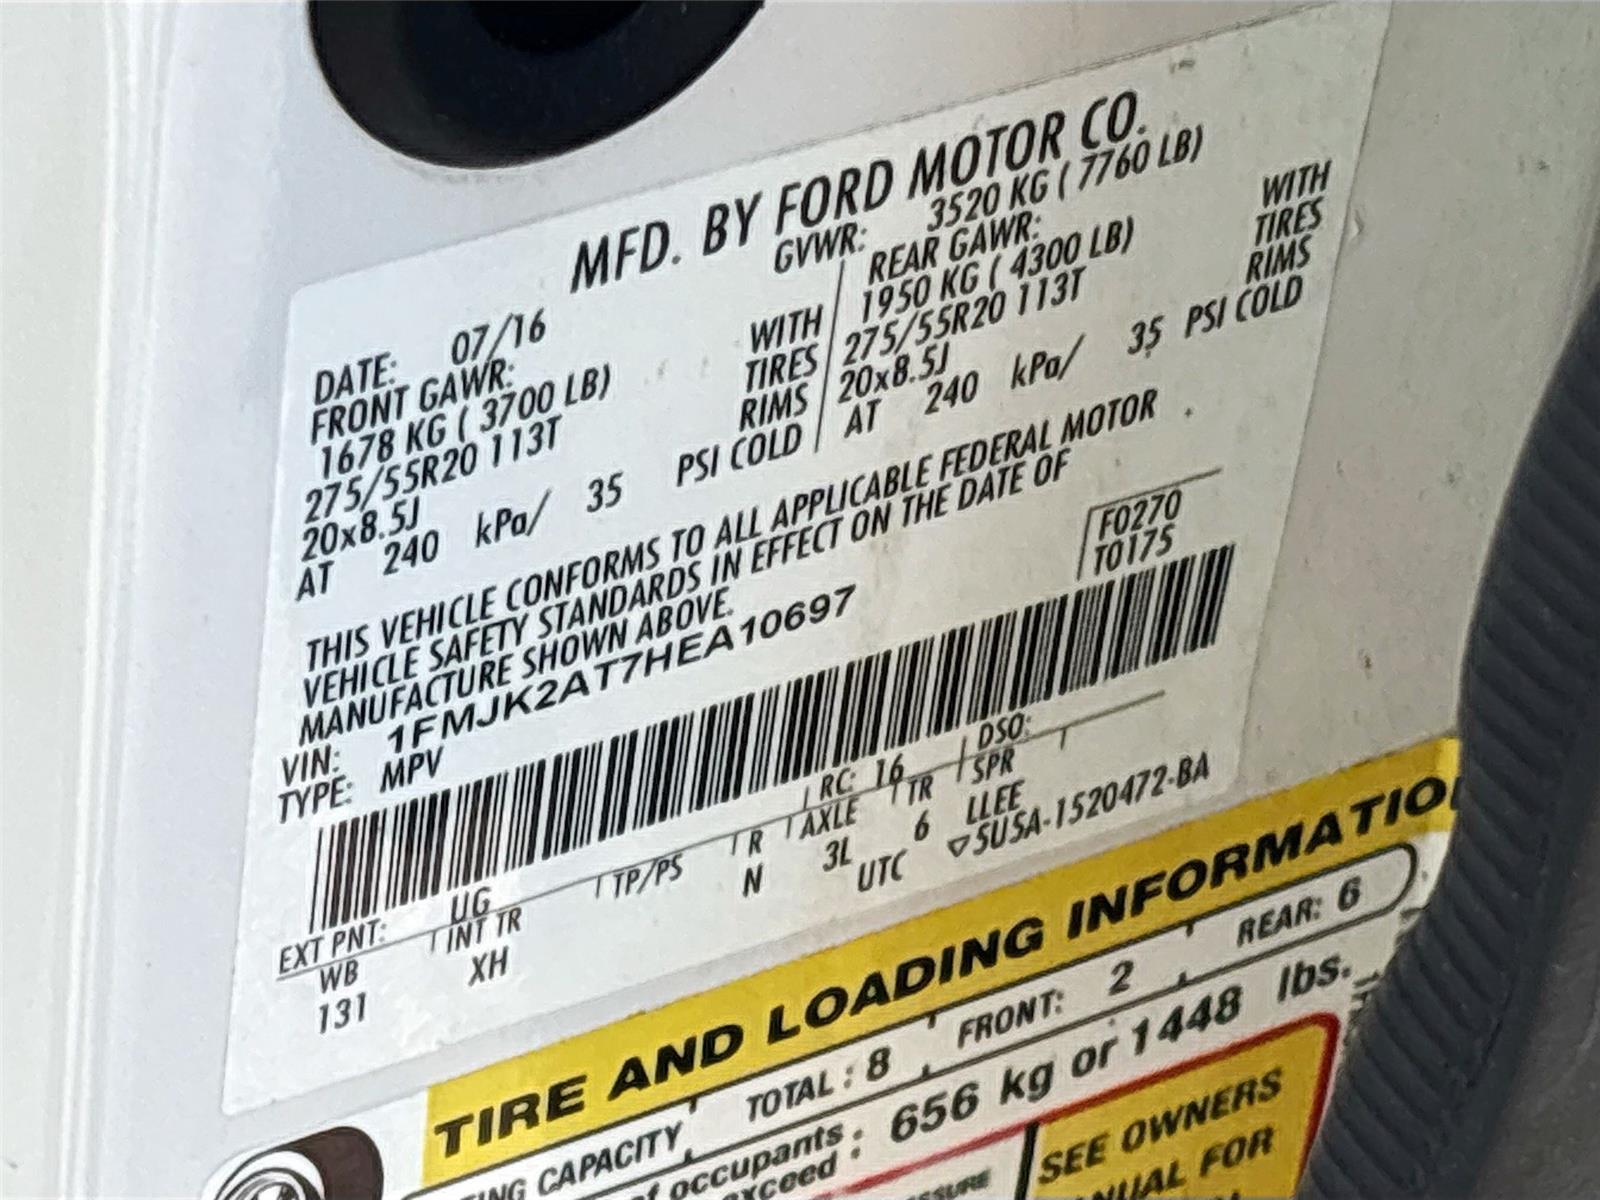 MFD. BY FORD MOTOR CO.
DATE: 07/16 GVWR: 3520 KG ( 7760 LB)
FRONT GAWR: REAR GAWR:
1678 KG ( 3700 LB) WITH 1950 KG ( 4300 LB) WITH
275/55R20 113T TIRES 275/55R20 113T TIRES
20x8.5J RIMS 20x8.5J RIMS
AT 240 kPa/ 35 PSI COLD AT 240 kPa/ 35 PSI COLD
THIS VEHICLE CONFORMS TO ALL APPLICABLE FEDERAL MOTOR
VEHICLE SAFETY STANDARDS IN EFFECT ON THE DATE OF
MANUFACTURE SHOWN ABOVE.
F0270
T0175
VIN: 1FMJK2AT7HEA10697
TYPE: MPV
EXT PNT: UG RC: 16 DSO:
WB INT TR TP/PS R AXLE TR SPR
131 XH N 3L 6 LLEE
UTC ▽5U5A-1520472-BA
TIRE AND LOADING INFORMATIO
ING CAPACITY TOTAL : 8 FRONT: 2 REAR: 6
f occupants : 656 kg or 1448 lbs.
exceed :
SSURE
SEE OWNERS
NUAL FOR